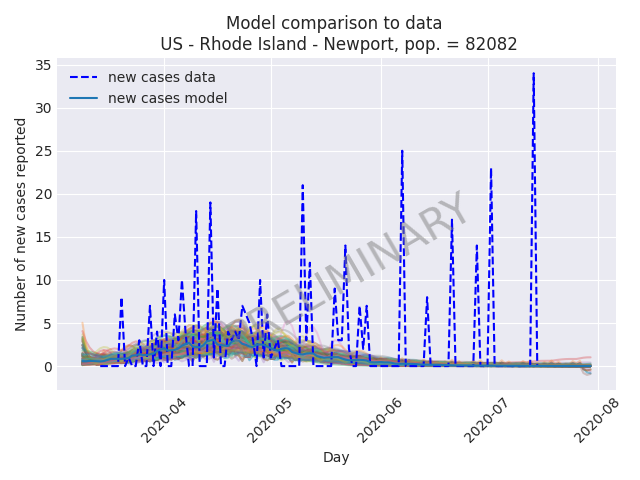 Model comparison to data
US - Rhode Island - Newport, pop. = 82082
Number of new cases reported
35
30
25
20
15
10
5
0
new cases data
new cases model
PRELIMINARY
2020-04
2020-05
2020-06
2020-07
2020-08
Day